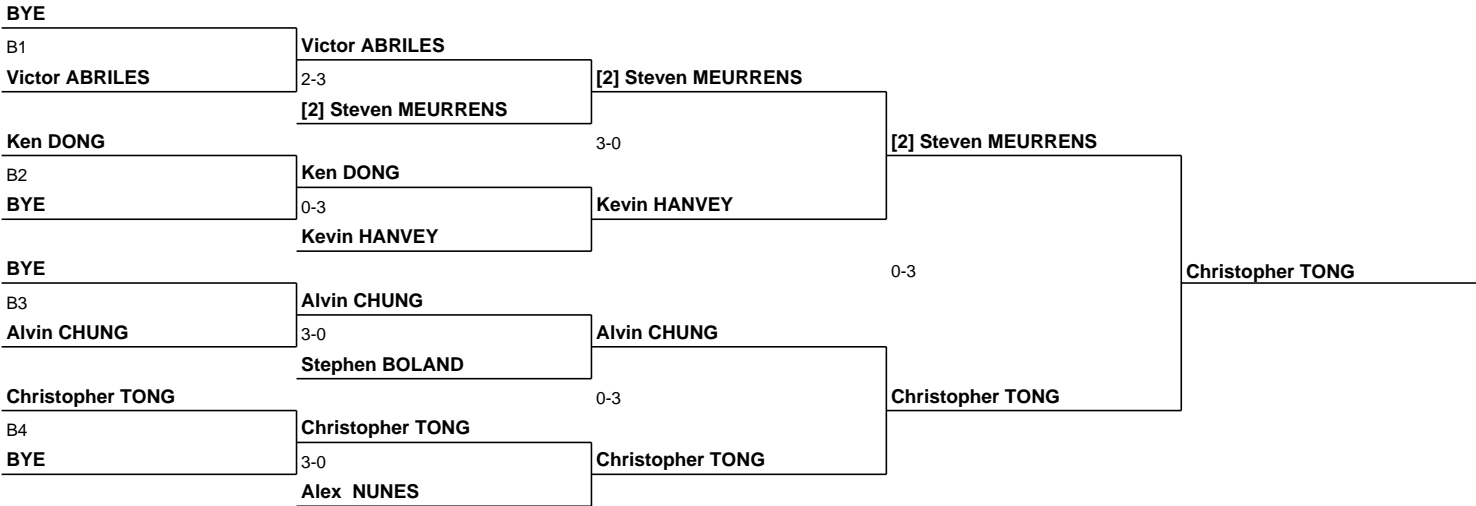 BYE
B1
Victor ABRILES
Victor ABRILES
2-3
[2] Steven MEURRENS
[2] Steven MEURRENS
Ken DONG
3-0
[2] Steven MEURRENS
B2
Ken DONG
BYE
0-3
Kevin HANVEY
Kevin HANVEY
BYE
0-3
Christopher TONG
B3
Alvin CHUNG
Alvin CHUNG
3-0
Alvin CHUNG
Stephen BOLAND
Christopher TONG
0-3
Christopher TONG
B4
Christopher TONG
BYE
3-0
Christopher TONG
Alex  NUNES